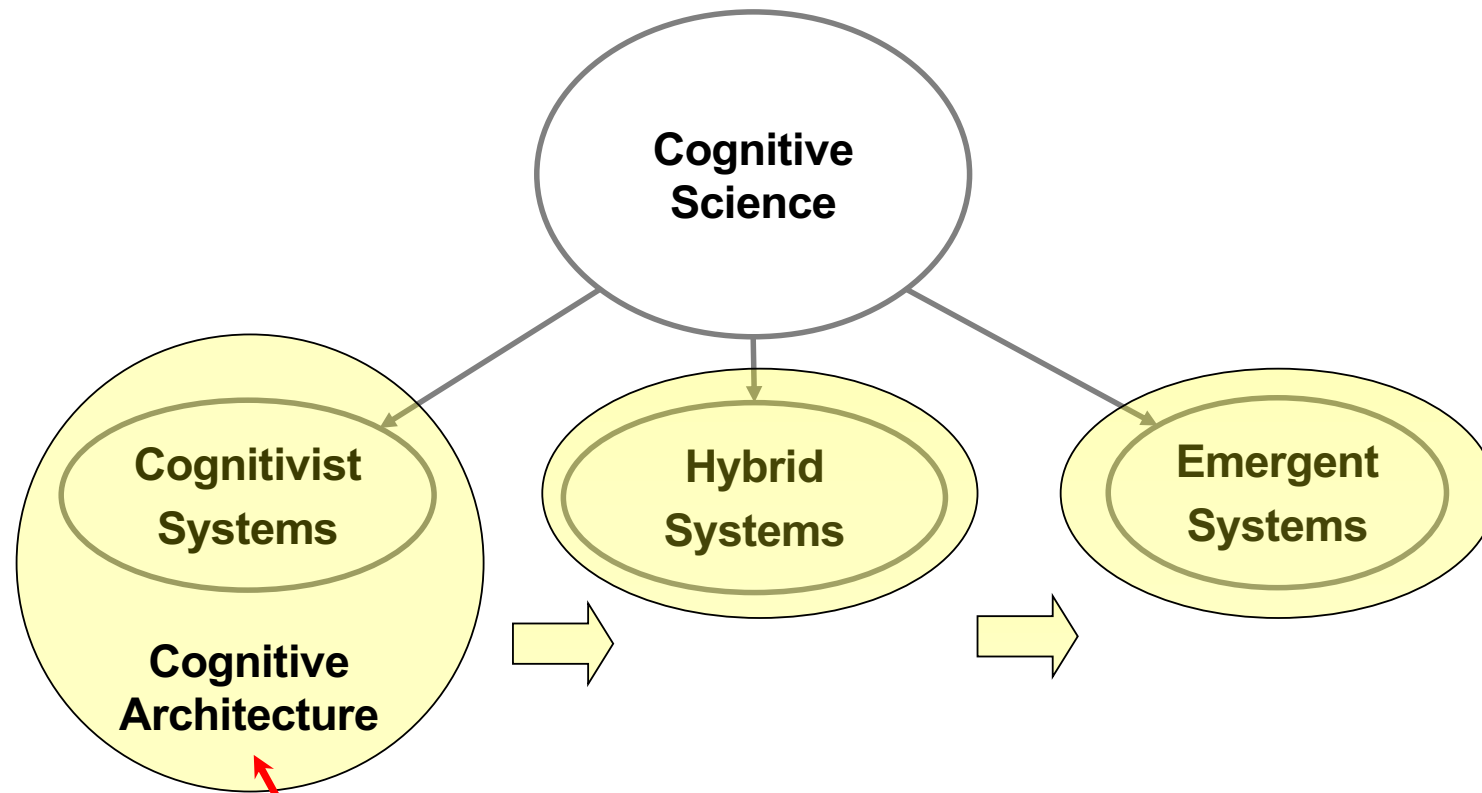 Cognitive
Science
Cognitivist
Systems
Hybrid
Systems
Emergent
Systems
Cognitive
Architecture